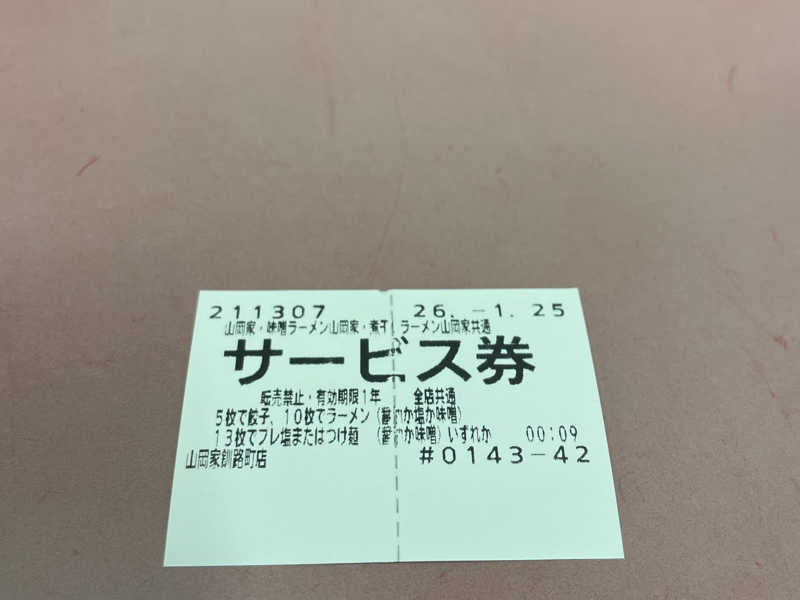 211307 26.-1.25
山岡家・味噌ラーメン山岡家・煮干しラーメン山岡家共通
サービス券
転売禁止・有効期限1年 全店共通
5枚で餃子、10枚でラーメン(醤油か塩か味噌)
13枚でプレ塩またはつけ麺 (醤油か味噌)いずれか 00:09
山岡家釧路町店 #0143-42